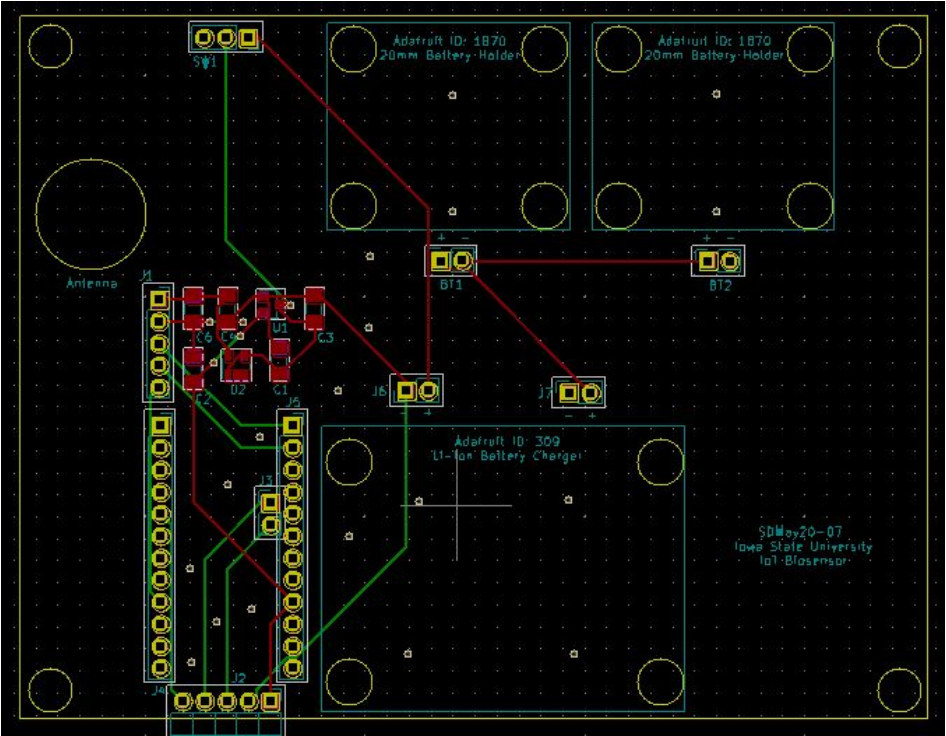 Adafruit ID: 1870
20mm Battery Holder
Adafruit ID: 1870
20mm Battery Holder
SW1
+ -
BT1
+ -
BT2
Antenna
J1
C6
C4
U1
C3
C2
D2
C1
J6
+
J7
- +
J5
J3
Adafruit ID: 309
Li-Ion Battery Charger
SDMay20-07
Iowa State University
IoT Biosensor
J4
J2